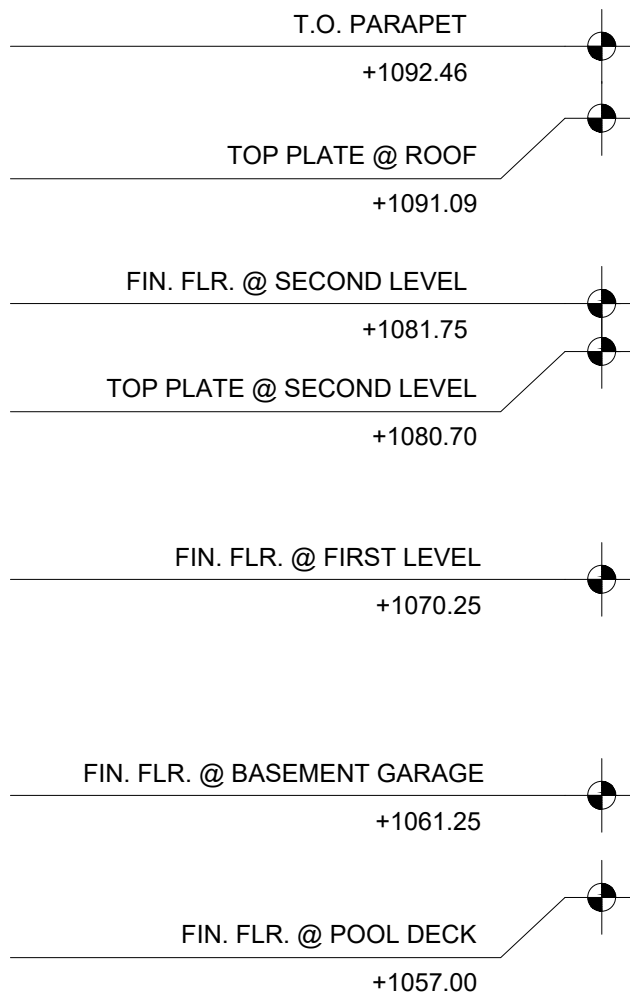 T.O. PARAPET
+1092.46
TOP PLATE @ ROOF
+1091.09
FIN. FLR. @ SECOND LEVEL
+1081.75
TOP PLATE @ SECOND LEVEL
+1080.70
FIN. FLR. @ FIRST LEVEL
+1070.25
FIN. FLR. @ BASEMENT GARAGE
+1061.25
FIN. FLR. @ POOL DECK
+1057.00